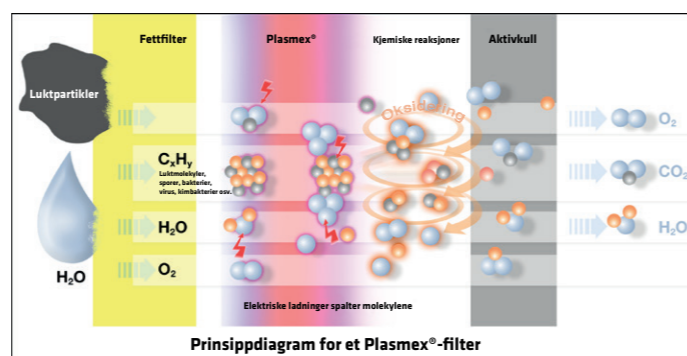 Fettfilter
Plasmex®
Kjemiske reaksjoner
Aktivkull
Luktpartikler
Oksidering
O2
CxHy
Luktmolekyler,
sporer, bakterier,
virus, kimbakterier osv.
CO2
H2O
H2O
H2O
O2
Elektriske ladninger spalter molekylene
Prinsippdiagram for et Plasmex®-filter